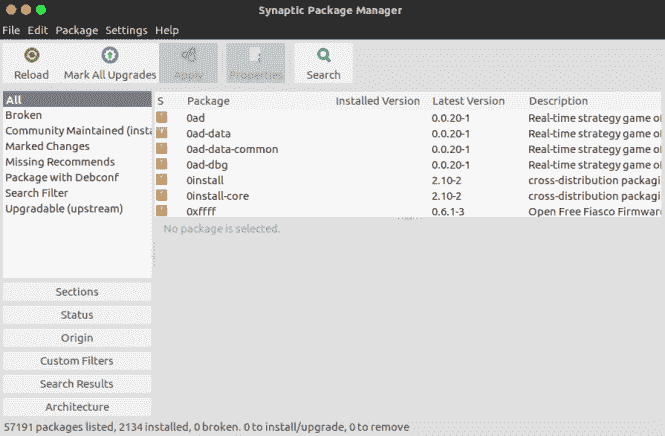 Synaptic Package Manager
File Edit Package Settings Help
Reload Mark All Upgrades Apply Properties Search
All
Broken
Community Maintained (insta
Marked Changes
Missing Recommends
Package with Debconf
Search Filter
Upgradable (upstream)
S Package Installed Version Latest Version Description
0ad 0.0.20-1 Real-time strategy game of
0ad-data 0.0.20-1 Real-time strategy game of
0ad-data-common 0.0.20-1 Real-time strategy game of
0ad-dbg 0.0.20-1 Real-time strategy game of
0install 2.10-2 cross-distribution packagi
0install-core 2.10-2 cross-distribution packagi
0xffff 0.6.1-3 Open Free Fiasco Firmware
No package is selected.
Sections
Status
Origin
Custom Filters
Search Results
Architecture
57191 packages listed, 2134 installed, 0 broken. 0 to install/upgrade, 0 to remove